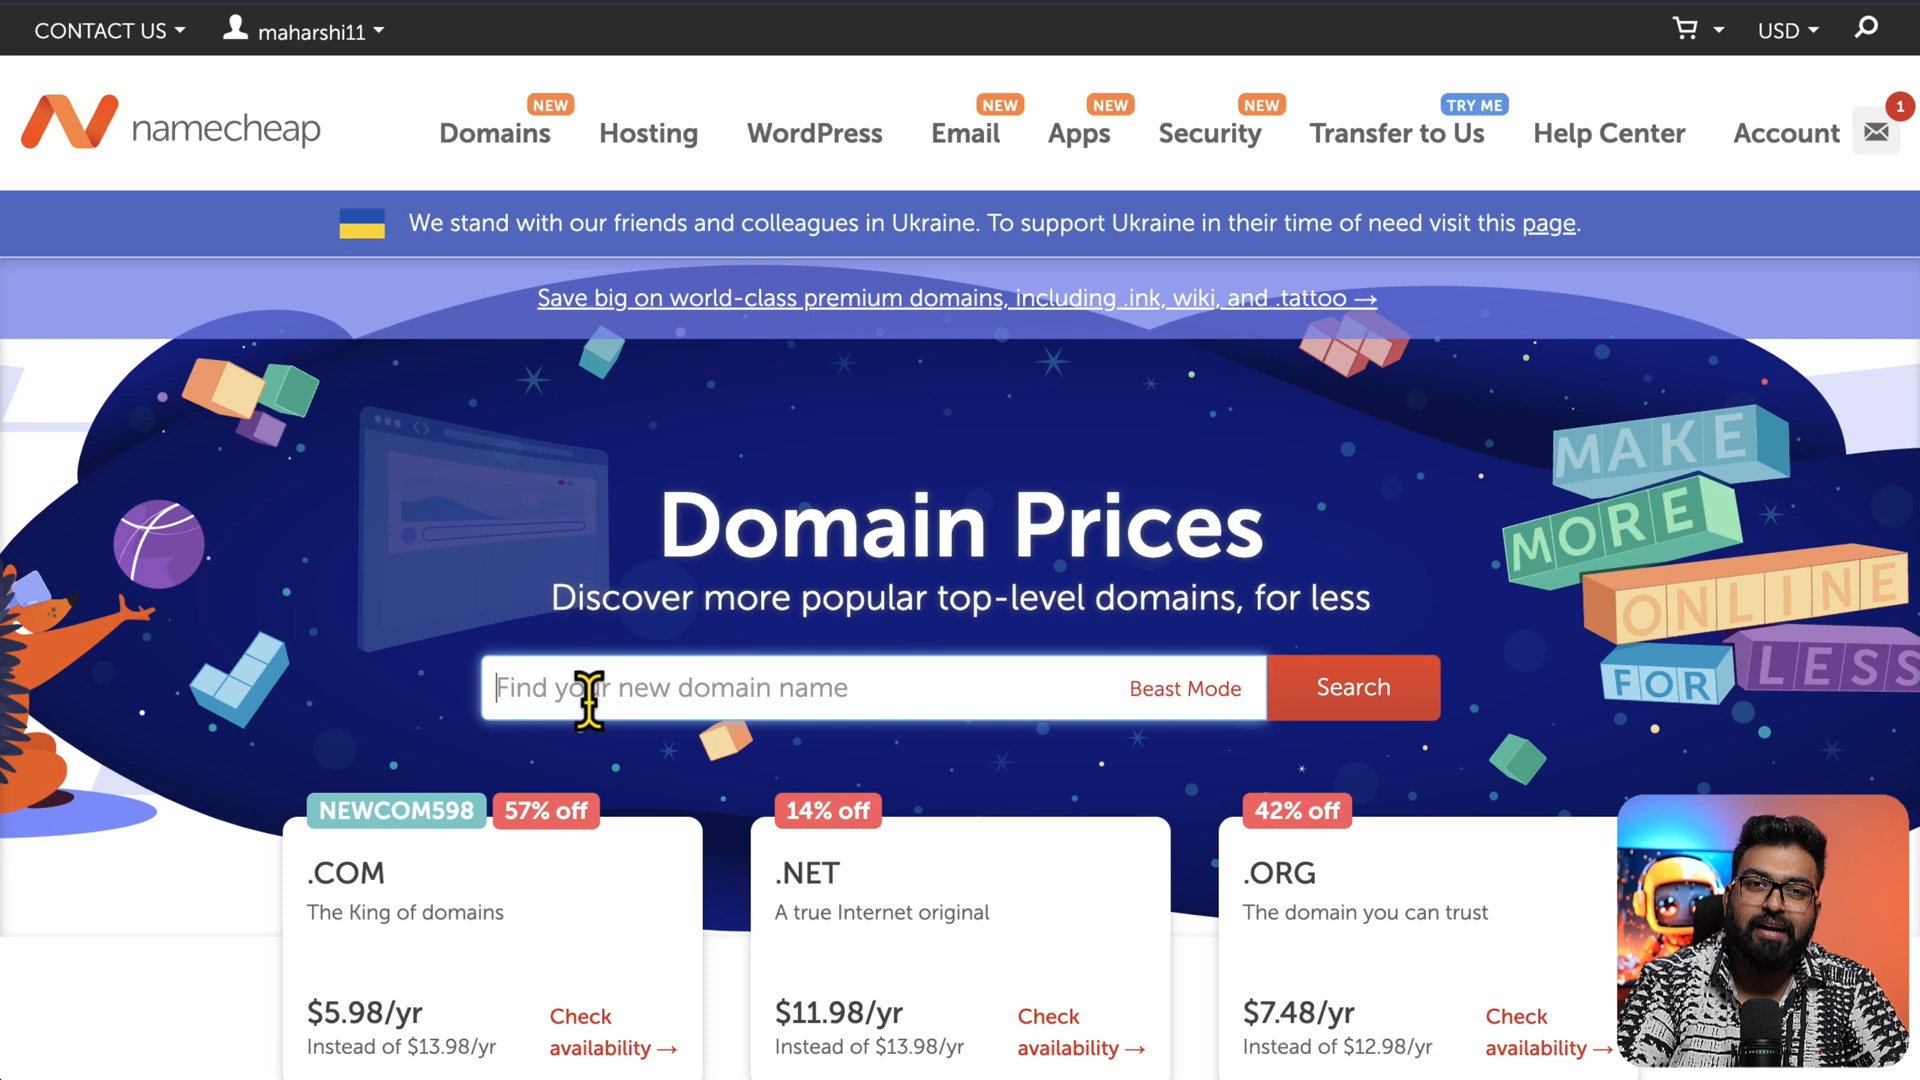 CONTACT US
maharshi11
USD
namecheap
NEW
NEW
NEW
NEW
TRY ME
1
Domains
Hosting
WordPress
Email
Apps
Security
Transfer to Us
Help Center
Account
We stand with our friends and colleagues in Ukraine. To support Ukraine in their time of need visit this page.
Save big on world-class premium domains, including .ink, wiki, and .tattoo →
MAKE
MORE
ONLINE
FOR LESS
Domain Prices
Discover more popular top-level domains, for less
Find your new domain name
Beast Mode
Search
NEWCOM598
57% off
.COM
The King of domains
$5.98/yr
Instead of $13.98/yr
Check
availability →
14% off
.NET
A true Internet original
$11.98/yr
Instead of $13.98/yr
Check
availability →
42% off
.ORG
The domain you can trust
$7.48/yr
Instead of $12.98/yr
Check
availability →